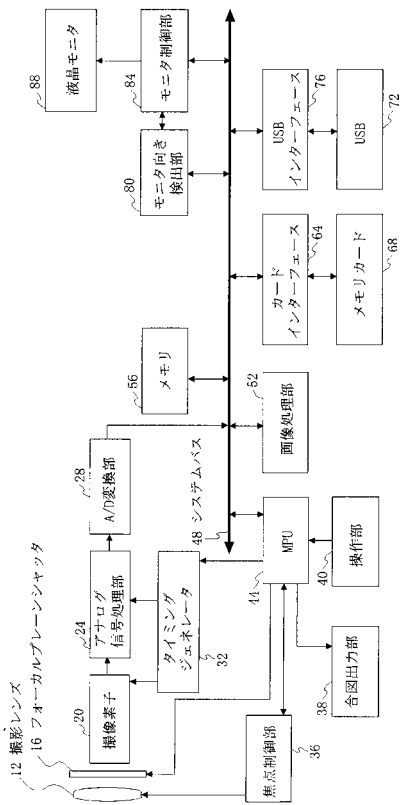 12 撮影レンズ
16 フォーカルプレーンシャッタ
20
撮像素子
24
アナログ
信号処理部
28
A/D変換部
タイミング
ジェネレータ
32
56
メモリ
80
モニタ向き
検出部
84
モニタ制御部
88
液晶モニタ
48 システムバス
36
焦点制御部
38
合図出力部
40
操作部
44
MPU
52
画像処理部
カード
インターフェース
64
メモリカード
68
USB
インターフェース
76
USB
72